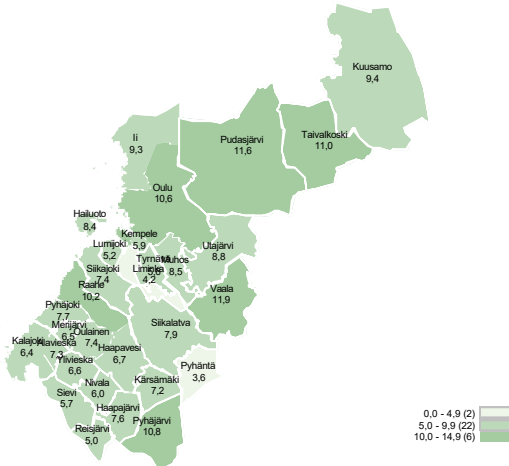 Kuusamo
9,4
Taivalkoski
11,0
Pudasjärvi
11,6
Ii
9,3
Oulu
10,6
Hailuoto
8,4
Kempele
5,9
Lumijoki
5,2
Tyrnävä
Muhos
8,5
Liminka
4,2
Utajärvi
8,8
Siikajoki
7,4
Raahe
10,2
Vaala
11,9
Pyhäjoki
7,7
Merijärvi
6,5
Oulainen
7,4
Siikalatva
7,9
Kalajoki
6,4
Alavieska
7,3
Haapavesi
6,7
Ylivieska
6,6
Pyhäntä
3,6
Kärsämäki
7,2
Nivala
6,0
Sievi
5,7
Haapajärvi
7,6
Pyhäjärvi
10,8
Reisjärvi
5,0
0,0 - 4,9 (2)
5,0 - 9,9 (22)
10,0 - 14,9 (6)